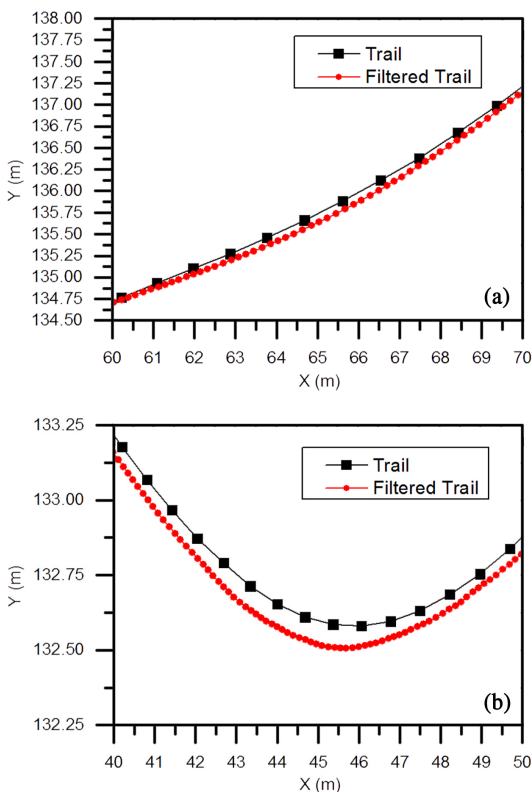 138.00
137.75
137.50
137.25
137.00
136.75
136.50
136.25
136.00
135.75
135.50
135.25
135.00
134.75
134.50
Y (m)
Trail
Filtered Trail
(a)
60 61 62 63 64 65 66 67 68 69 70
X (m)
133.25
133.00
132.75
132.50
132.25
Y (m)
Trail
Filtered Trail
(b)
40 41 42 43 44 45 46 47 48 49 50
X (m)